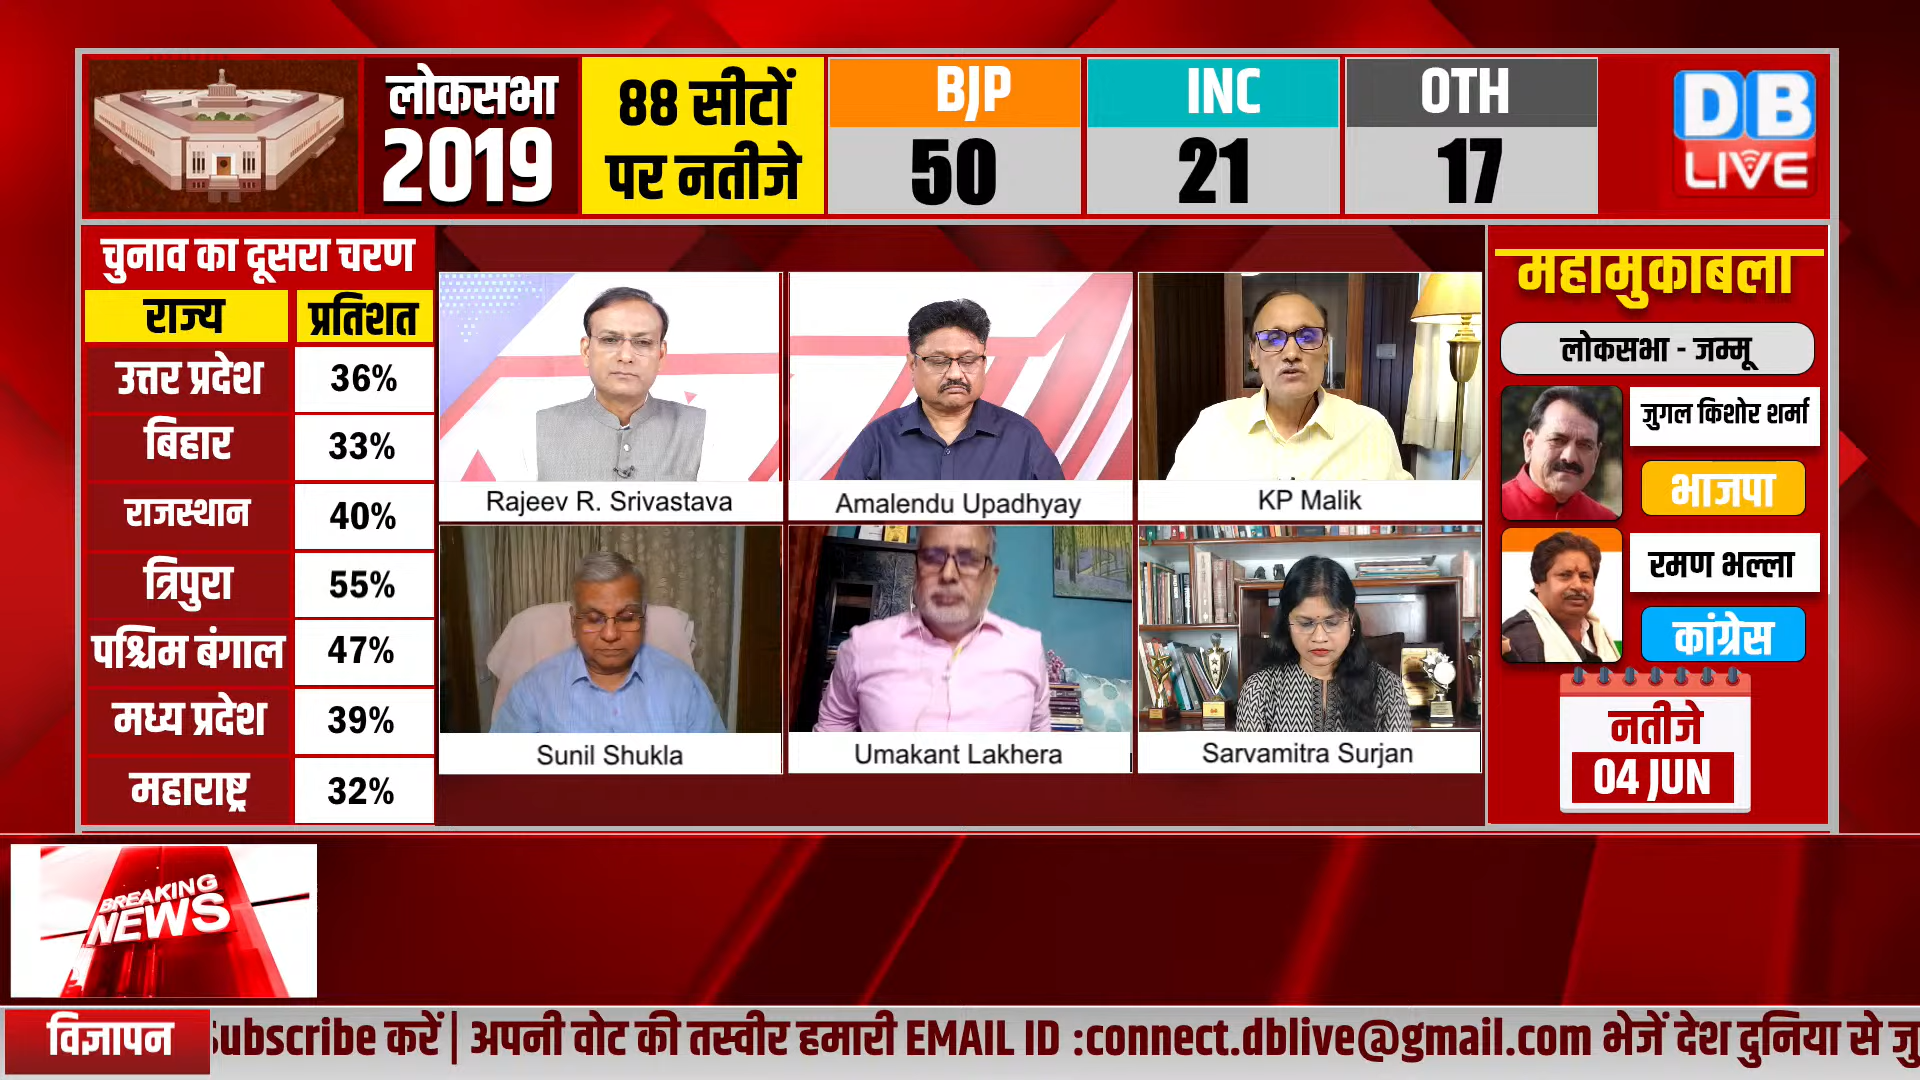 लोकसभा
2019
88 सीटों
पर नतीजे
BJP
50
INC
21
OTH
17
DB
LIVE
चुनाव का दूसरा चरण
राज्य प्रतिशत
उत्तर प्रदेश 36%
बिहार 33%
राजस्थान 40%
त्रिपुरा 55%
पश्चिम बंगाल 47%
मध्य प्रदेश 39%
महाराष्ट्र 32%
Rajeev R. Srivastava
Amalendu Upadhyay
KP Malik
Sunil Shukla
Umakant Lakhera
Sarvamitra Surjan
महामुकाबला
लोकसभा - जम्मू
जुगल किशोर शर्मा
भाजपा
रमण भल्ला
कांग्रेस
नतीजे
04 JUN
BREAKING
NEWS
विज्ञापन
Subscribe करें | अपनी वोट की तस्वीर हमारी EMAIL ID :connect.dblive@gmail.com भेजें देश दुनिया से जु